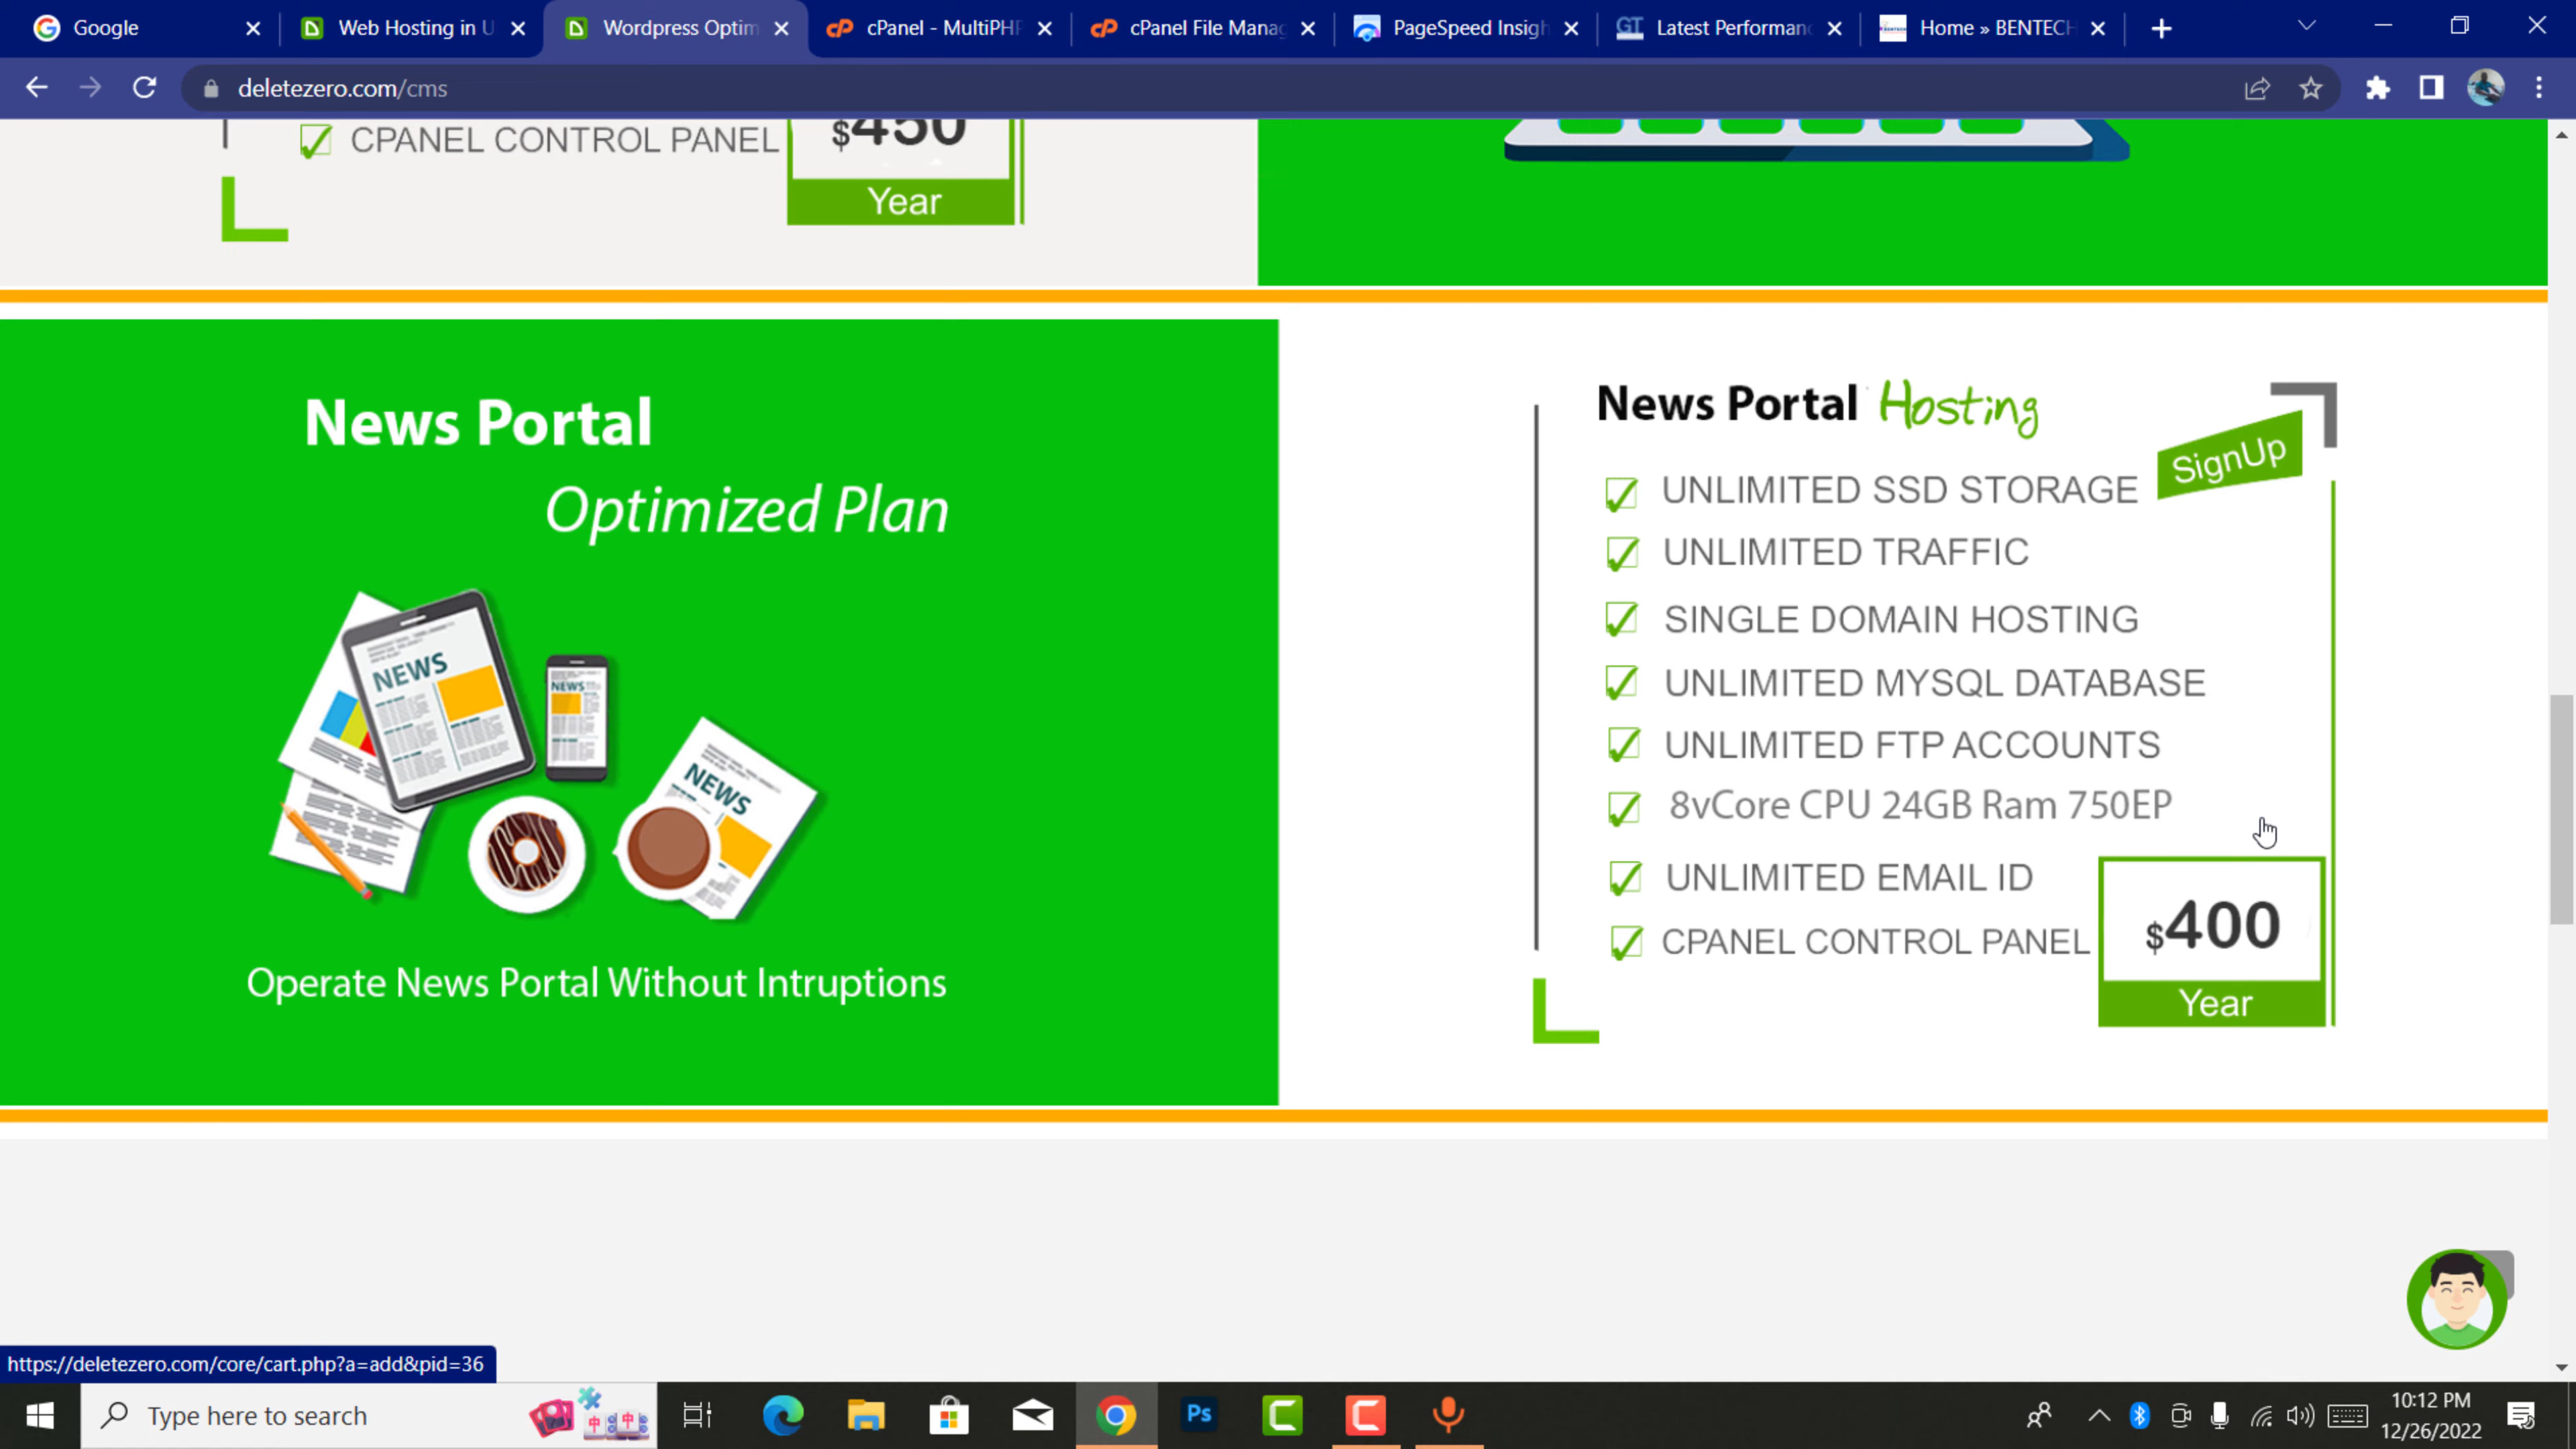 Google
Web Hosting in U
Wordpress Optim
cPanel - MultiPHP
cPanel File Manag
PageSpeed Insigh
GT
Latest Performanc
Home » BENTECH
deletezero.com/cms
CPANEL CONTROL PANEL
$450
Year
News Portal
Optimized Plan
NEWS
NEWS
NEWS
Operate News Portal Without Intruptions
News Portal Hosting
SignUp
UNLIMITED SSD STORAGE
UNLIMITED TRAFFIC
SINGLE DOMAIN HOSTING
UNLIMITED MYSQL DATABASE
UNLIMITED FTP ACCOUNTS
8vCore CPU 24GB Ram 750EP
UNLIMITED EMAIL ID
CPANEL CONTROL PANEL
$400
Year
https://deletezero.com/core/cart.php?a=add&pid=36
Type here to search
Ps
10:12 PM
12/26/2022